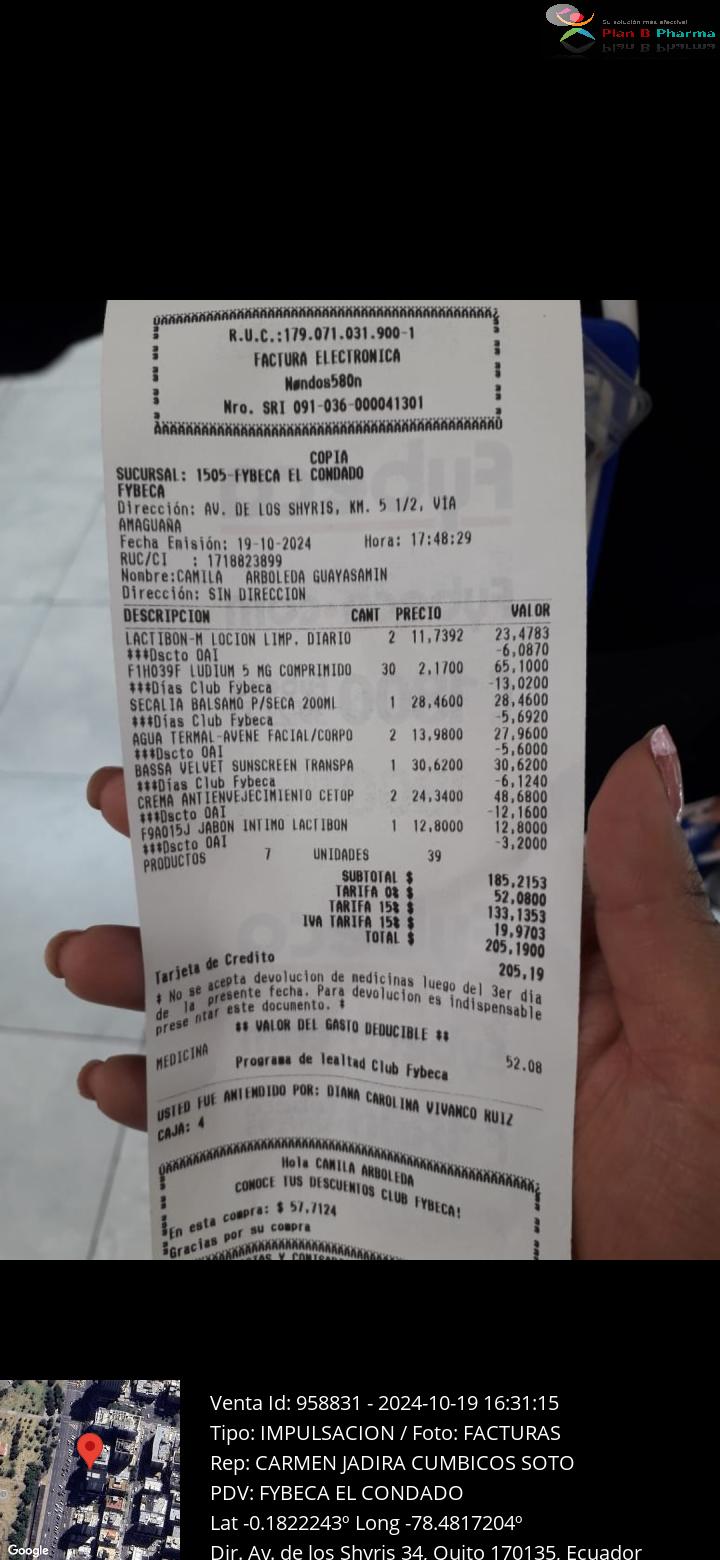 Su solución más efectiva!
Plan B Pharma
R.U.C.:179.071.031.900-1
FACTURA ELECTRONICA
Nøndos580n
Nro. SRI 091-036-000041301
COPIA
SUCURSAL: 1505-FYBECA EL CONDADO
FYBECA
Dirección: AV. DE LOS SHYRIS, KM. 5 1/2, VIA
AMAGUAÑA
Fecha Emisión: 19-10-2024 Hora: 17:48:29
RUC/CI : 1718823899
Nombre:CAMILA ARBOLEDA GUAYASAMIN
Dirección: SIN DIRECCION
DESCRIPCION CANT PRECIO VALOR
LACTIBON-M LOCION LIMP. DIARIO 2 11,7392 23,4783
***Dscto OAI -6,0870
F1H039F LUDIUM 5 MG COMPRIMIDO 30 2,1700 65,1000
***Días Club Fybeca -13,0200
SECALIA BALSAMO P/SECA 200ML 1 28,4600 28,4600
***Días Club Fybeca -5,6920
AGUA TERMAL-AVENE FACIAL/CORPO 2 13,9800 27,9600
***Dscto OAI -5,6000
BASSA VELVET SUNSCREEN TRANSPA 1 30,6200 30,6200
***Días Club Fybeca -6,1240
CREMA ANTIENVEJECIMIENTO CETOP 2 24,3400 48,6800
***Dscto OAI -12,1600
F9A015J JABON INTIMO LACTIBON 1 12,8000 12,8000
***Dscto OAI -3,2000
PRODUCTOS 7 UNIDADES 39
SUBTOTAL $ 185,2153
TARIFA 0% $ 52,0800
TARIFA 15% $ 133,1353
IVA TARIFA 15% $ 19,9703
TOTAL $ 205,1900
Tarjeta de Credito 205,19
* No se acepta devolucion de medicinas luego del 3er dia
de la presente fecha. Para devolucion es indispensable
prese ntar este documento. *
** VALOR DEL GASTO DEDUCIBLE **
MEDICINA 52.08
Programa de lealtad Club Fybeca
USTED FUE ANTENDIDO POR: DIANA CAROLINA VIVANCO RUIZ
CAJA: 4
Hola CAMILA ARBOLEDA
CONOCE TUS DESCUENTOS CLUB FYBECA!
En esta compra: $ 57,7124
Gracias por su compra
Google
Venta Id: 958831 - 2024-10-19 16:31:15
Tipo: IMPULSACION / Foto: FACTURAS
Rep: CARMEN JADIRA CUMBICOS SOTO
PDV: FYBECA EL CONDADO
Lat -0.1822243º Long -78.4817204º
Dir. Av. de los Shyris 34, Quito 170135, Ecuador